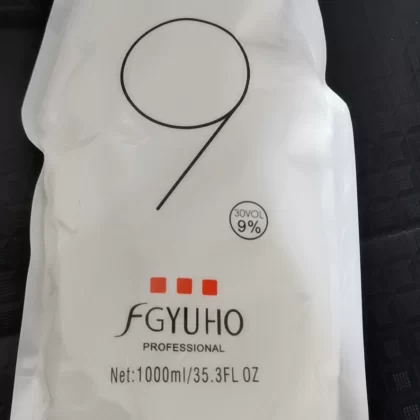 9
30VOL
9%
FGYUHO
PROFESSIONAL
Net:1000ml/35.3FL OZ